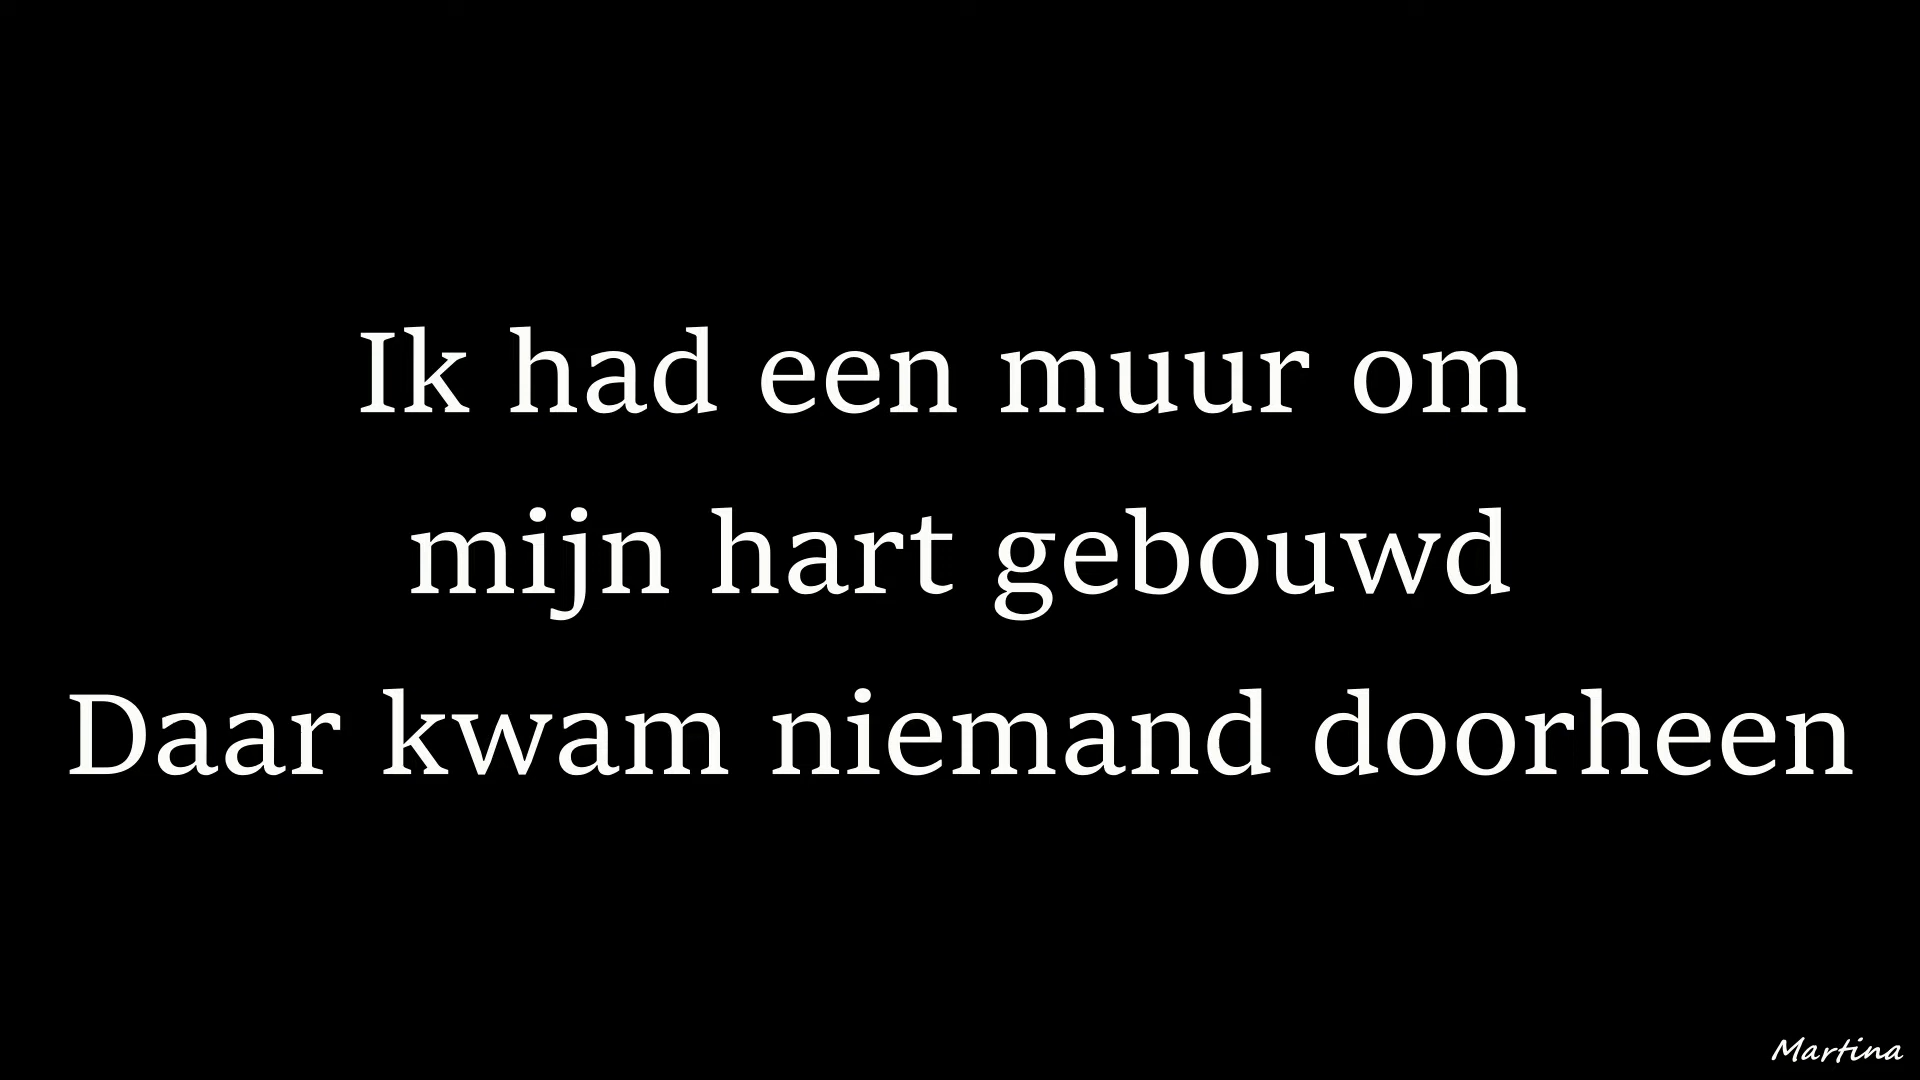 Ik had een muur om
mijn hart gebouwd
Daar kwam niemand doorheen
Martina